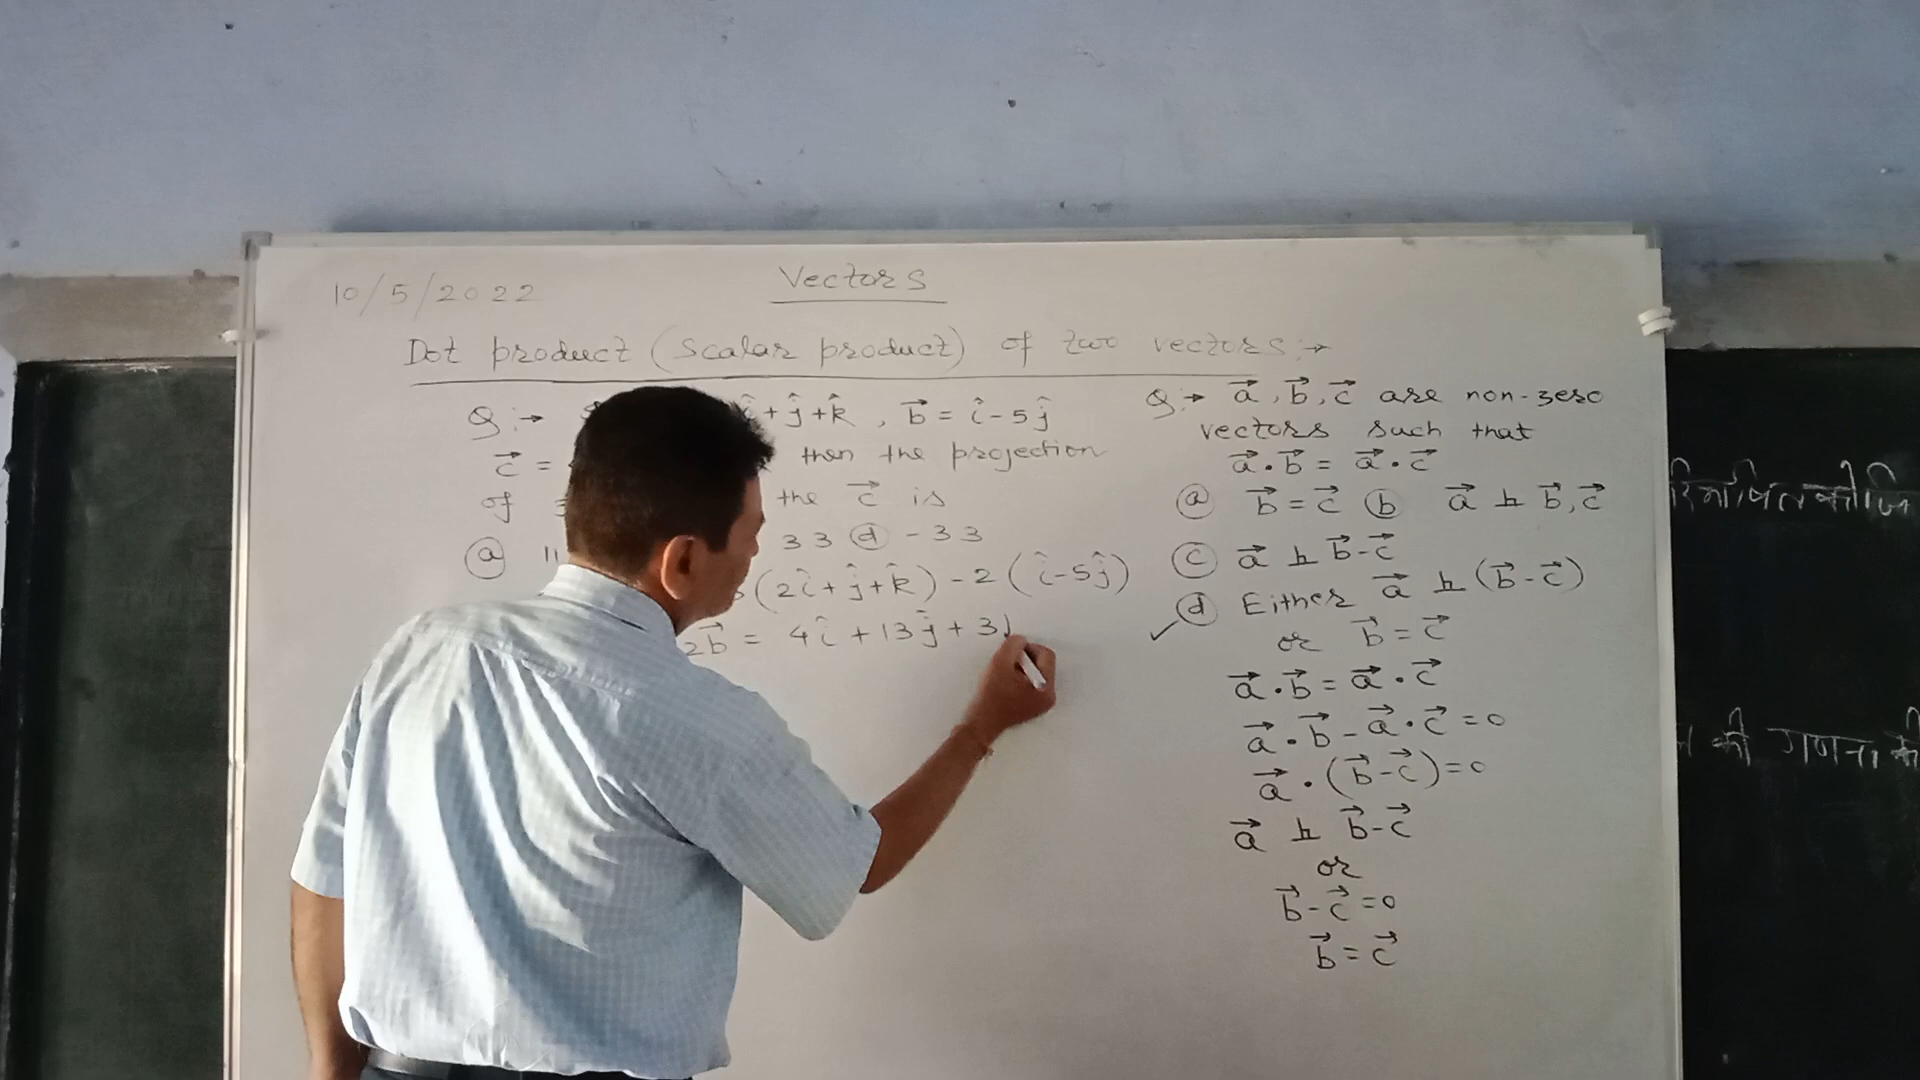 10/5/2022
Vectors
Dot product (scalar product) of two vectors :→
Q :→ î + ĵ + k̂ , b⃗ = î - 5ĵ
c⃗ = then the projection
of the c⃗ is
ⓐ 11 33 ⓓ - 33
(2î + ĵ + k̂) - 2 (î - 5ĵ)
2b⃗ = 4î + 13ĵ + 3
Q :→ a⃗ , b⃗ , c⃗ are non-zero
vectors such that
a⃗ . b⃗ = a⃗ . c⃗
ⓐ b⃗ = c⃗ ⓑ a⃗ ⊥ b⃗, c⃗
ⓒ a⃗ ⊥ b⃗ - c⃗
✓ ⓓ Either a⃗ ⊥ (b⃗ - c⃗)
or b⃗ = c⃗
a⃗ . b⃗ = a⃗ . c⃗
a⃗ . b⃗ - a⃗ . c⃗ = 0
a⃗ . (b⃗ - c⃗) = 0
a⃗ ⊥ b⃗ - c⃗
or
b⃗ - c⃗ = 0
b⃗ = c⃗
की गणना